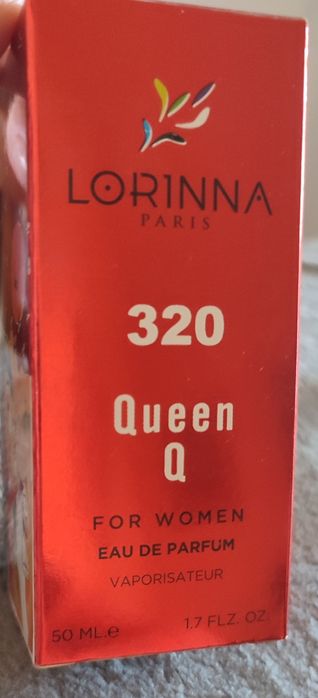 LORINNA
PARIS
320
Queen
Q
FOR WOMEN
EAU DE PARFUM
VAPORISATEUR
50 ML.e 1.7 FLZ. OZ.